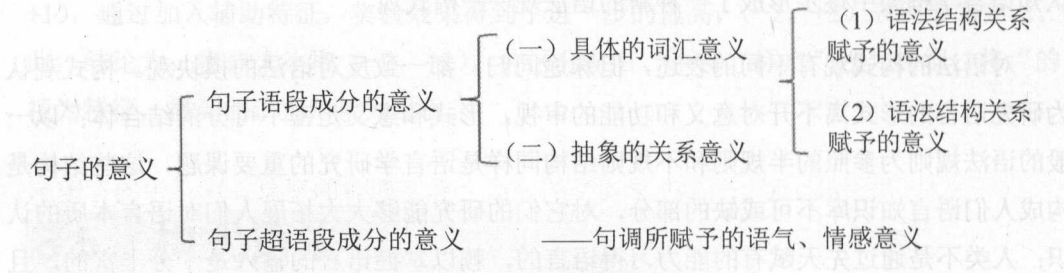 （一）具体的词汇意义
（1）语法结构关系
赋予的意义
句子语段成分的意义
（2）语法结构关系
赋予的意义
（二）抽象的关系意义
句子的意义
句子超语段成分的意义 ——句调所赋予的语气、情感意义